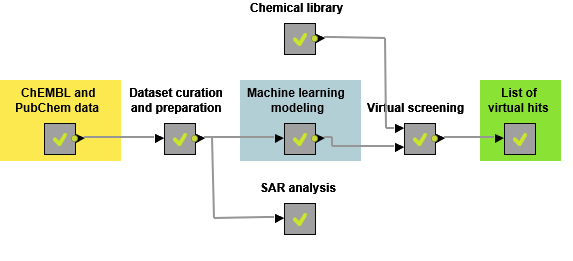 Chemical library
ChEMBL and
PubChem data
Dataset curation
and preparation
Machine learning
modeling
Virtual screening
List of
virtual hits
SAR analysis